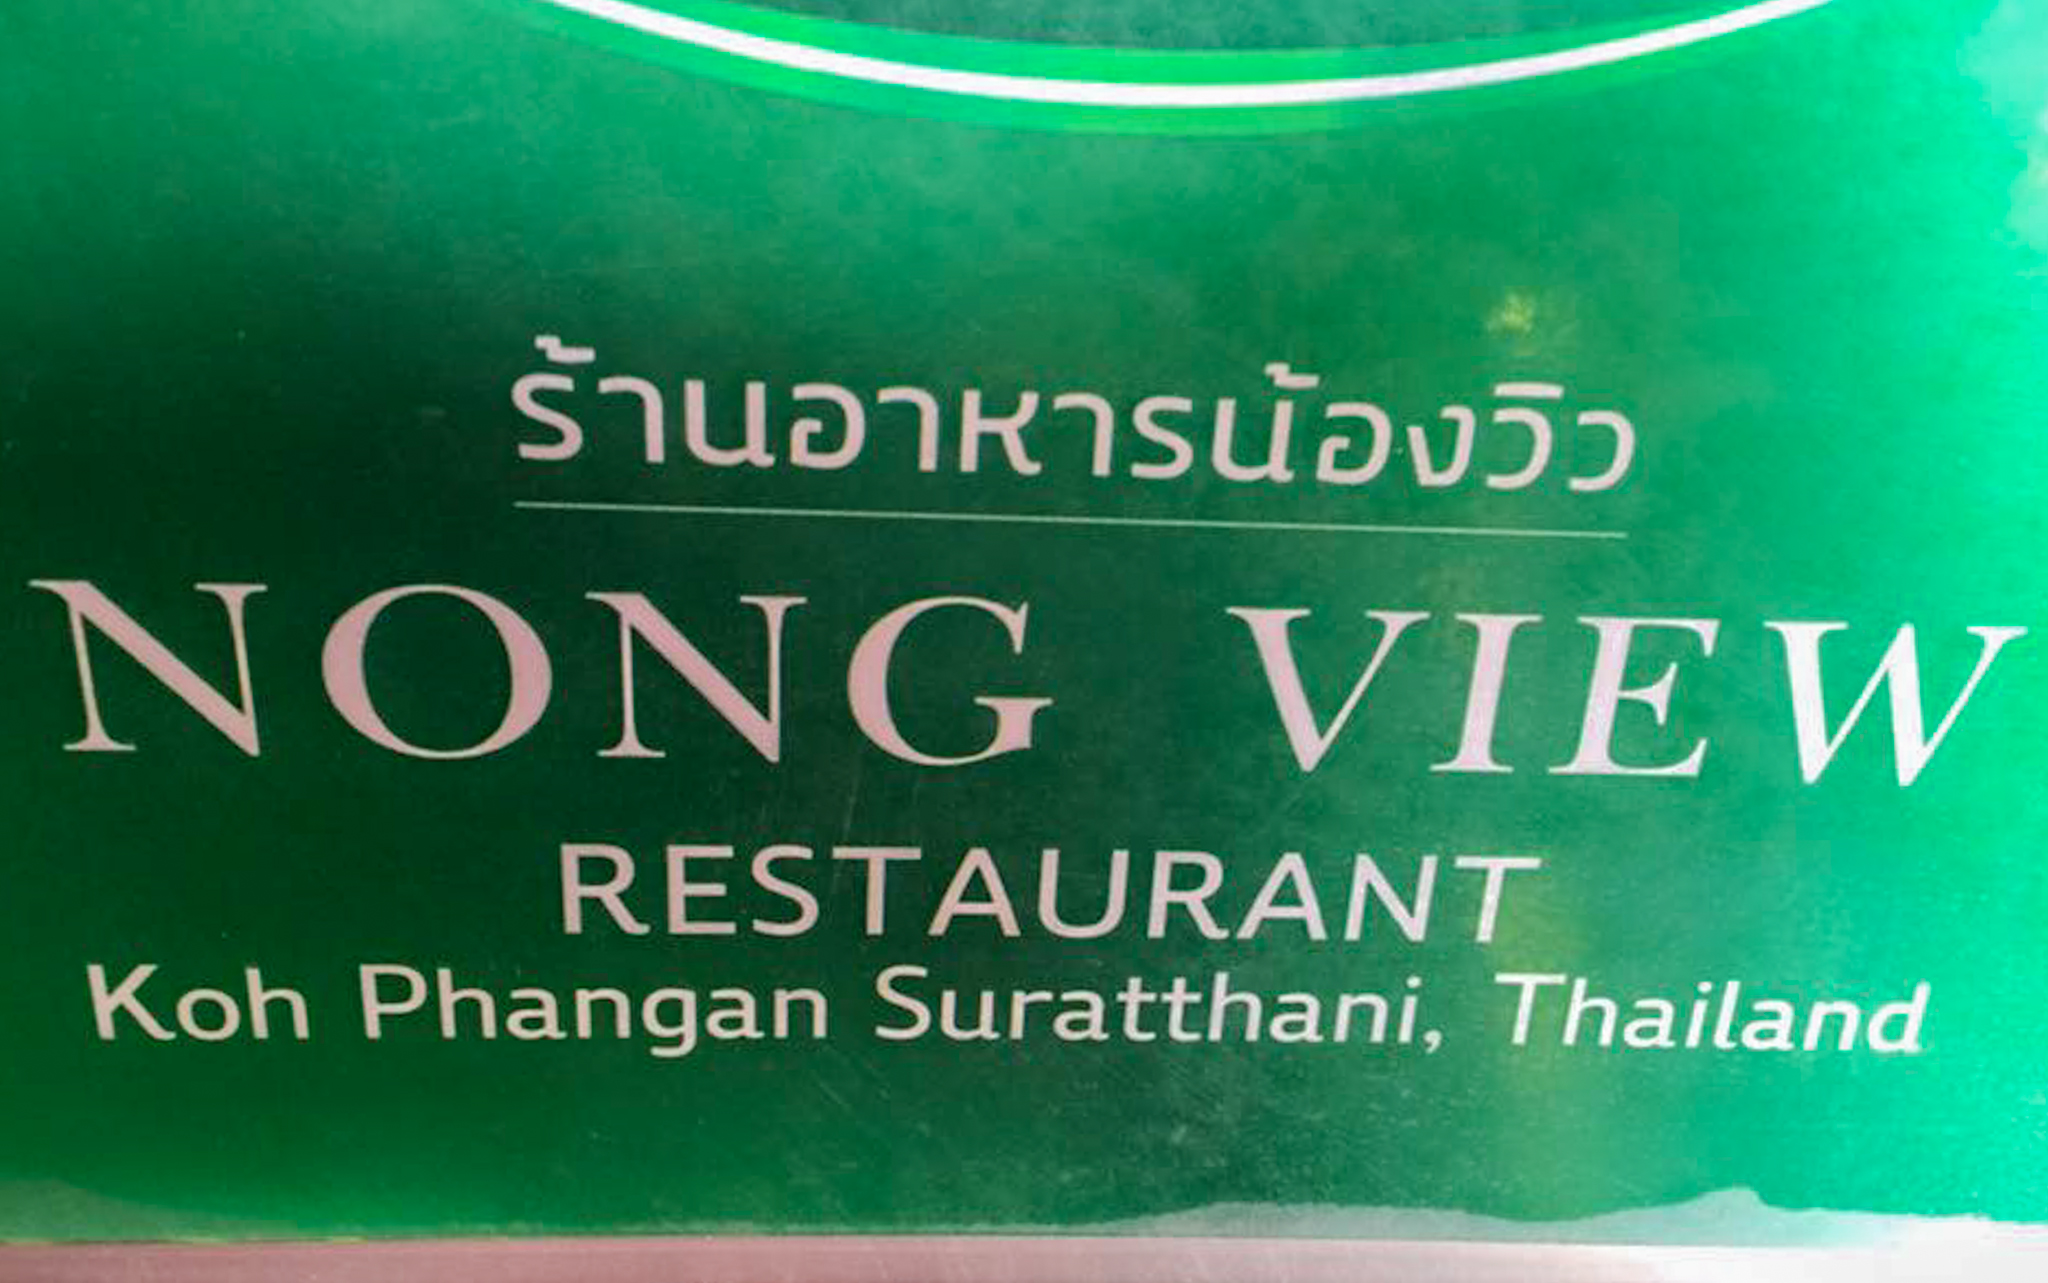 ร้านอาหารน้องวิว
NONG VIEW
RESTAURANT
Koh Phangan Suratthani, Thailand